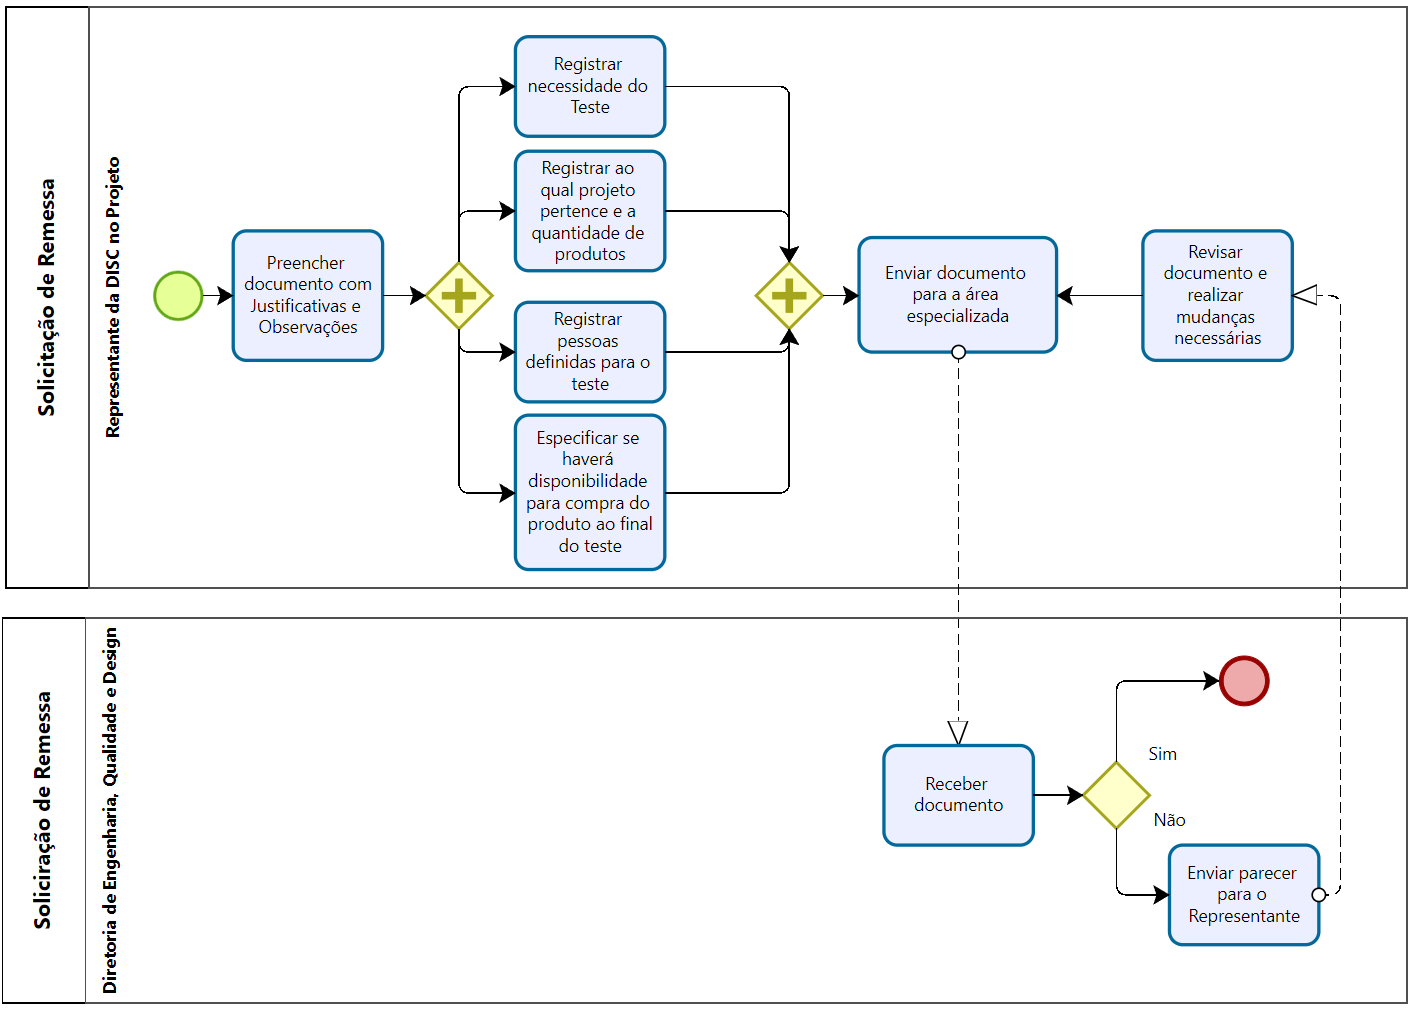 Solicitação de Remessa
Representante da DISC no Projeto
Preencher
documento com
Justificativas e
Observações
Registrar
necessidade do
Teste
Registrar ao
qual projeto
pertence e a
quantidade de
produtos
Registrar
pessoas
definidas para o
teste
Especificar se
haverá
disponibilidade
para compra do
produto ao final
do teste
Enviar documento
para a área
especializada
Revisar
documento e
realizar
mudanças
necessárias
Soliciração de Remessa
Diretoria de Engenharia, Qualidade e Design
Receber
documento
Sim
Não
Enviar parecer
para o
Representante